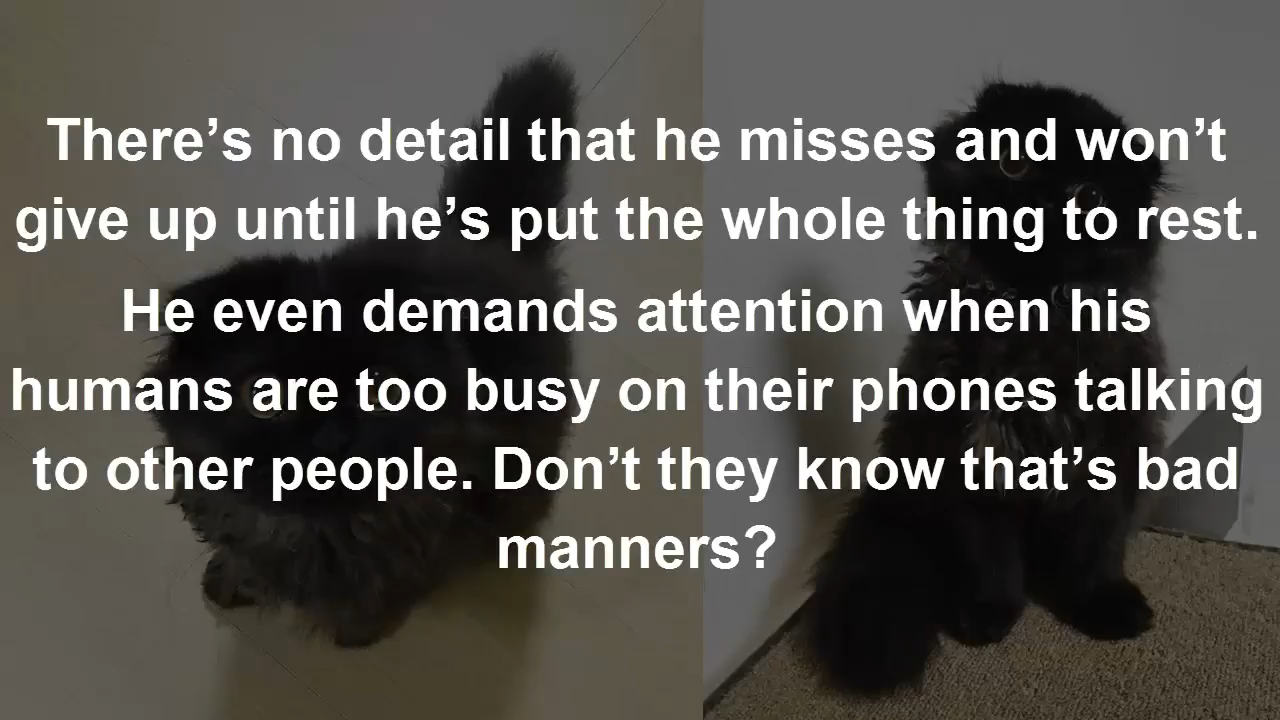 There’s no detail that he misses and won’t
give up until he’s put the whole thing to rest.
He even demands attention when his
humans are too busy on their phones talking
to other people. Don’t they know that’s bad
manners?